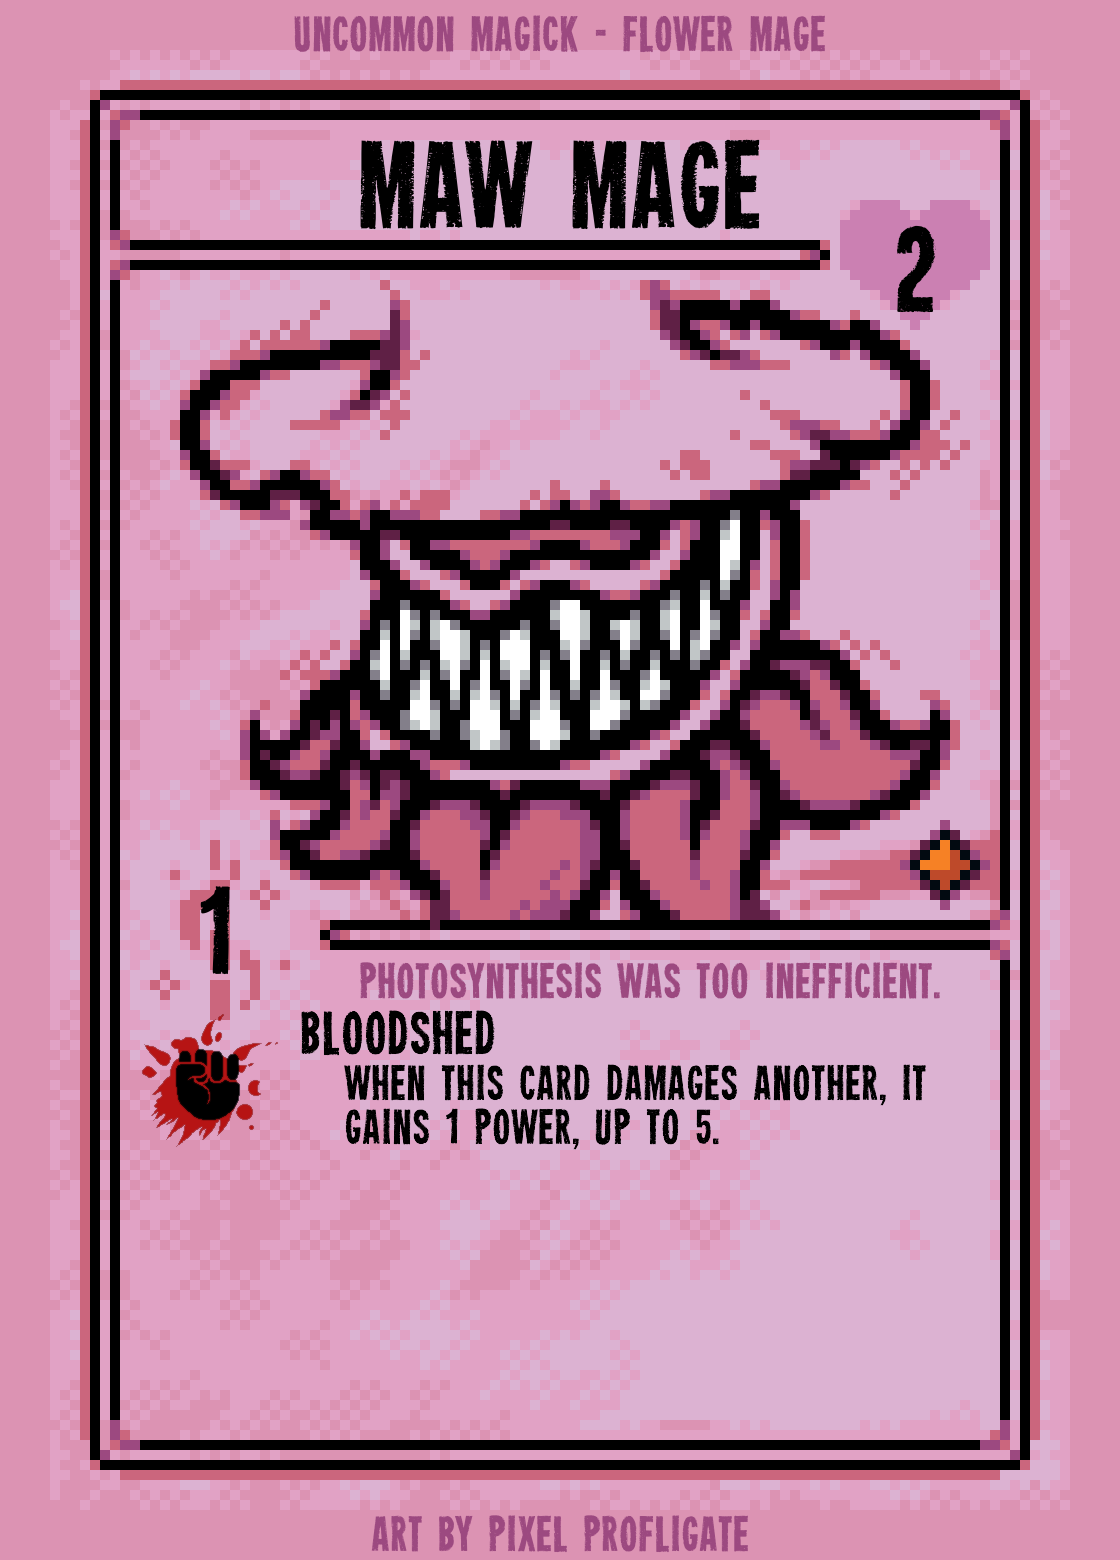 UNCOMMON MAGICK - FLOWER MAGE
MAW MAGE
2
1
PHOTOSYNTHESIS WAS TOO INEFFICIENT.
BLOODSHED
WHEN THIS CARD DAMAGES ANOTHER, IT
GAINS 1 POWER, UP TO 5.
ART BY PIXEL PROFLIGATE